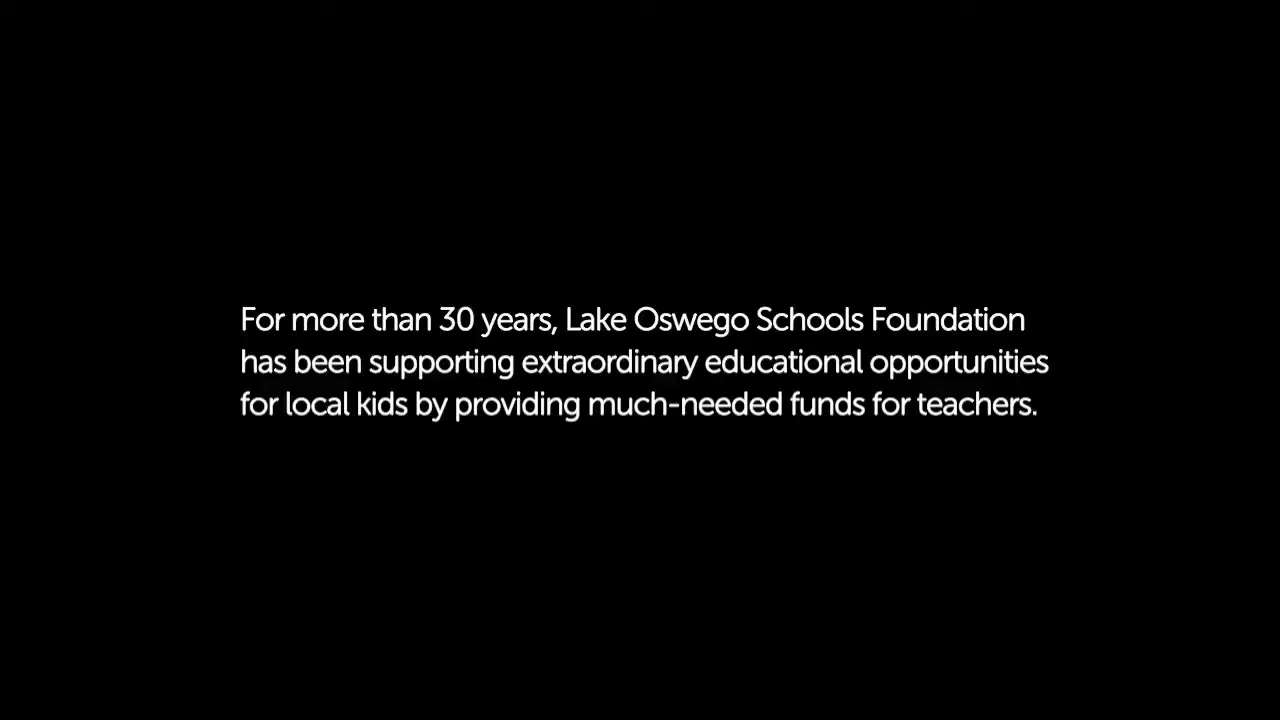 For more than 30 years, Lake Oswego Schools Foundation
has been supporting extraordinary educational opportunities
for local kids by providing much-needed funds for teachers.